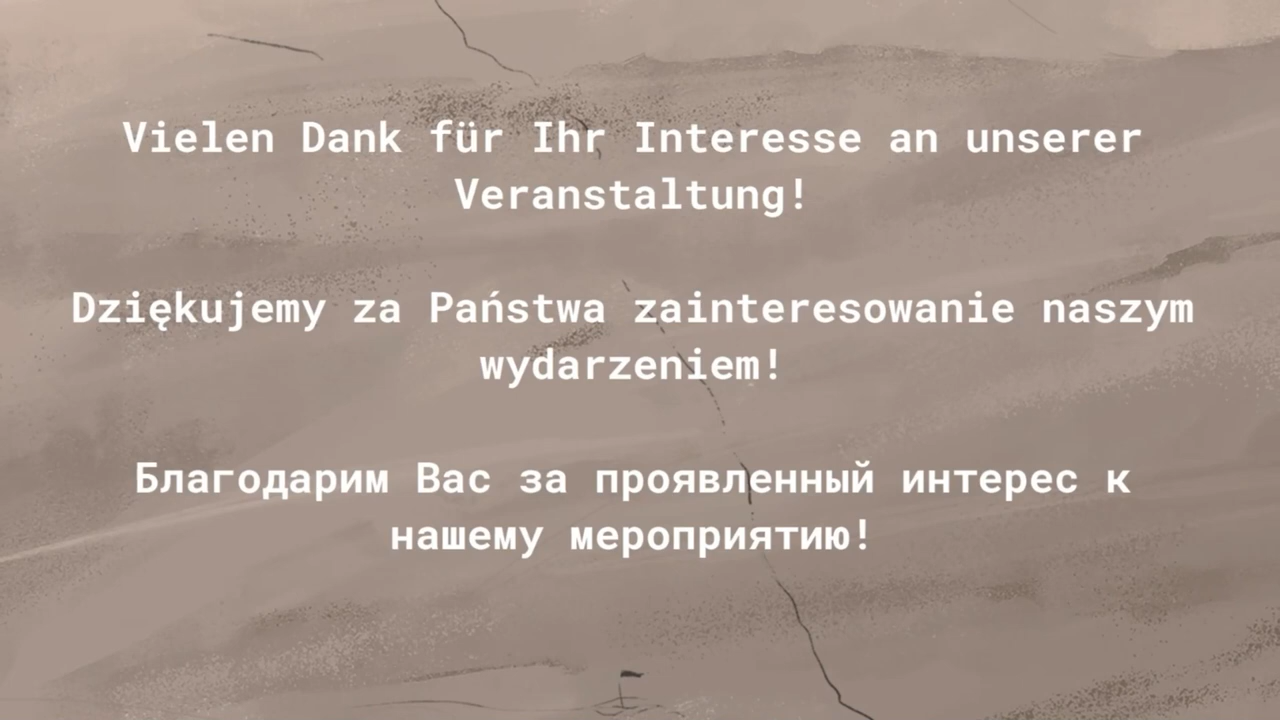 Vielen Dank für Ihr Interesse an unserer
Veranstaltung!
Dziękujemy za Państwa zainteresowanie naszym
wydarzeniem!
Благодарим Вас за проявленный интерес к
нашему мероприятию!